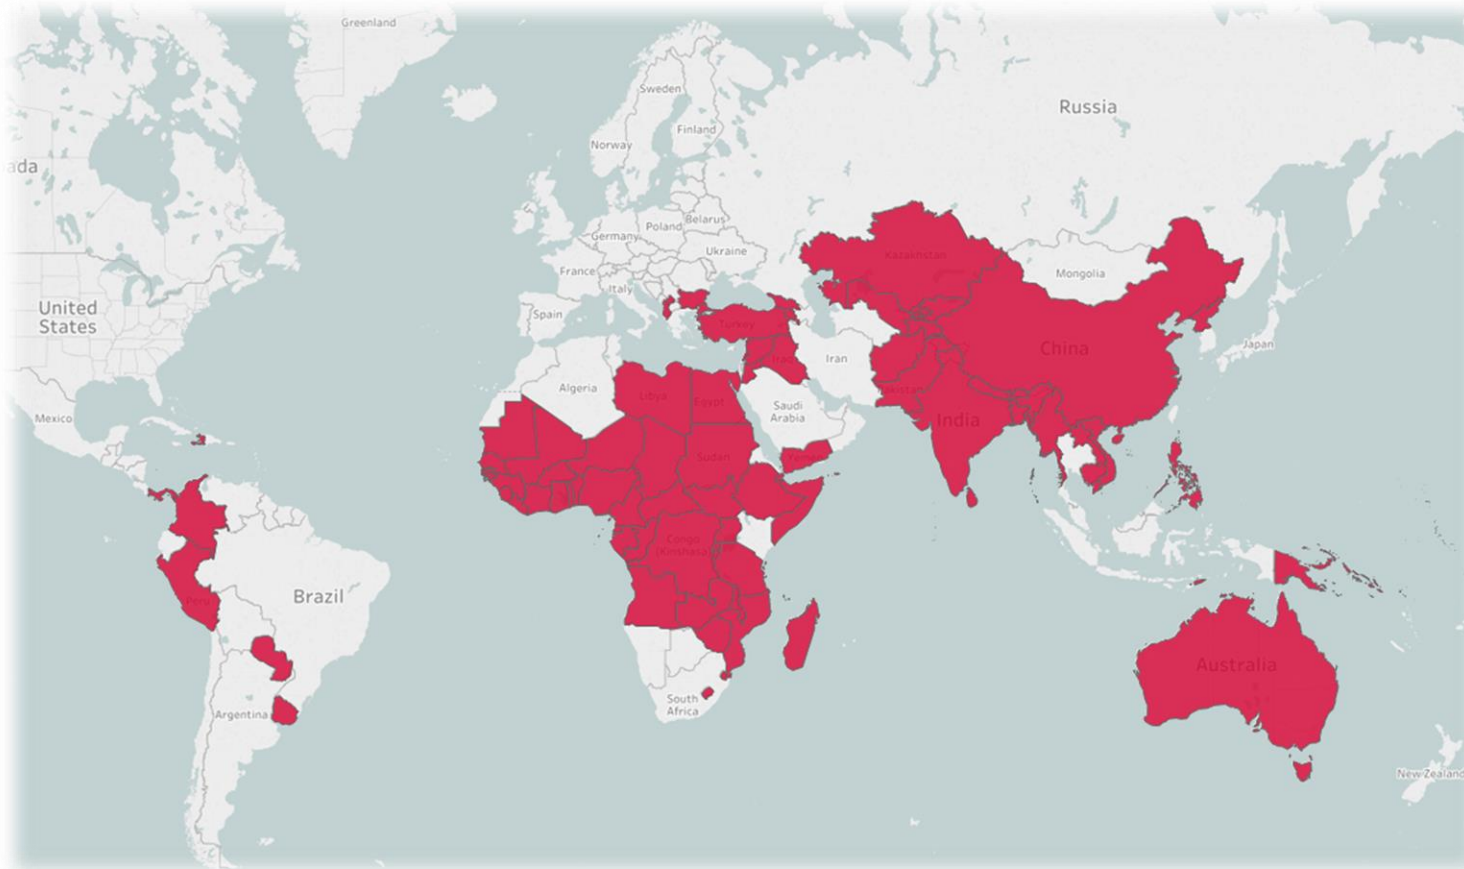 Greenland
Sweden
Russia
Finland
Norway
ada
Poland
Belarus
Germany
Ukraine
Kazakhstan
France
Mongolia
Italy
United
States
Spain
Turkey
China
Japan
Iraq
Iran
Algeria
Libya
Egypt
Pakistan
Saudi
Arabia
Mexico
India
Sudan
Yemen
Congo
(Kinshasa)
Brazil
Peru
Australia
South
Africa
Argentina
New Zealand